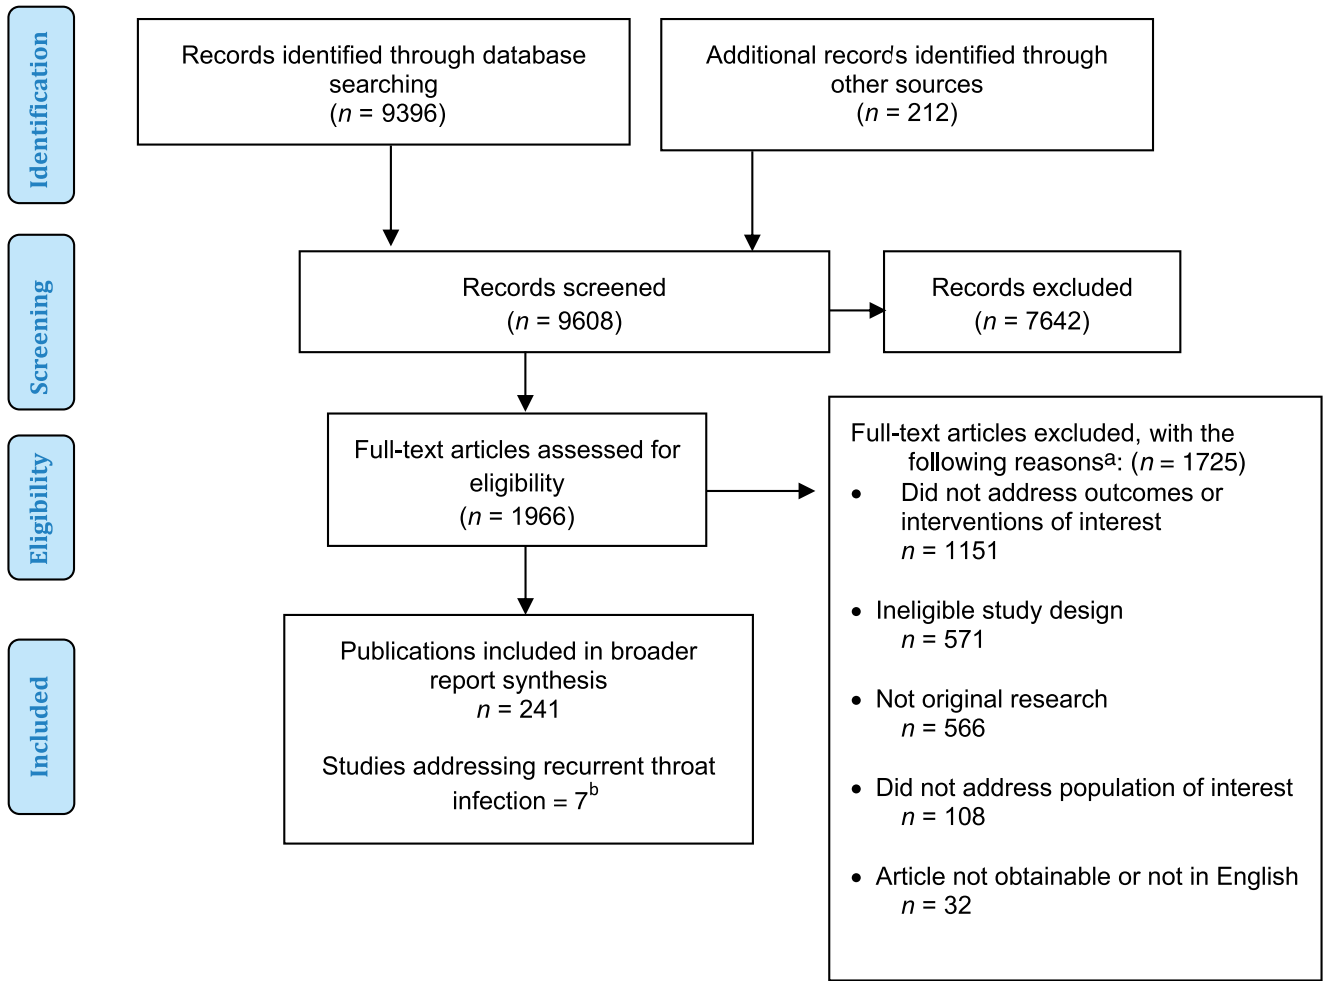 Identification
Records identified through database
searching
(n = 9396)
Additional records identified through
other sources
(n = 212)
Screening
Records screened
(n = 9608)
Records excluded
(n = 7642)
Eligibility
Full-text articles assessed for
eligibility
(n = 1966)
Full-text articles excluded, with the
following reasonsᵃ: (n = 1725)
• Did not address outcomes or
interventions of interest
n = 1151
• Ineligible study design
n = 571
• Not original research
n = 566
• Did not address population of interest
n = 108
• Article not obtainable or not in English
n = 32
Included
Publications included in broader
report synthesis
n = 241
Studies addressing recurrent throat
infection = 7ᵇ